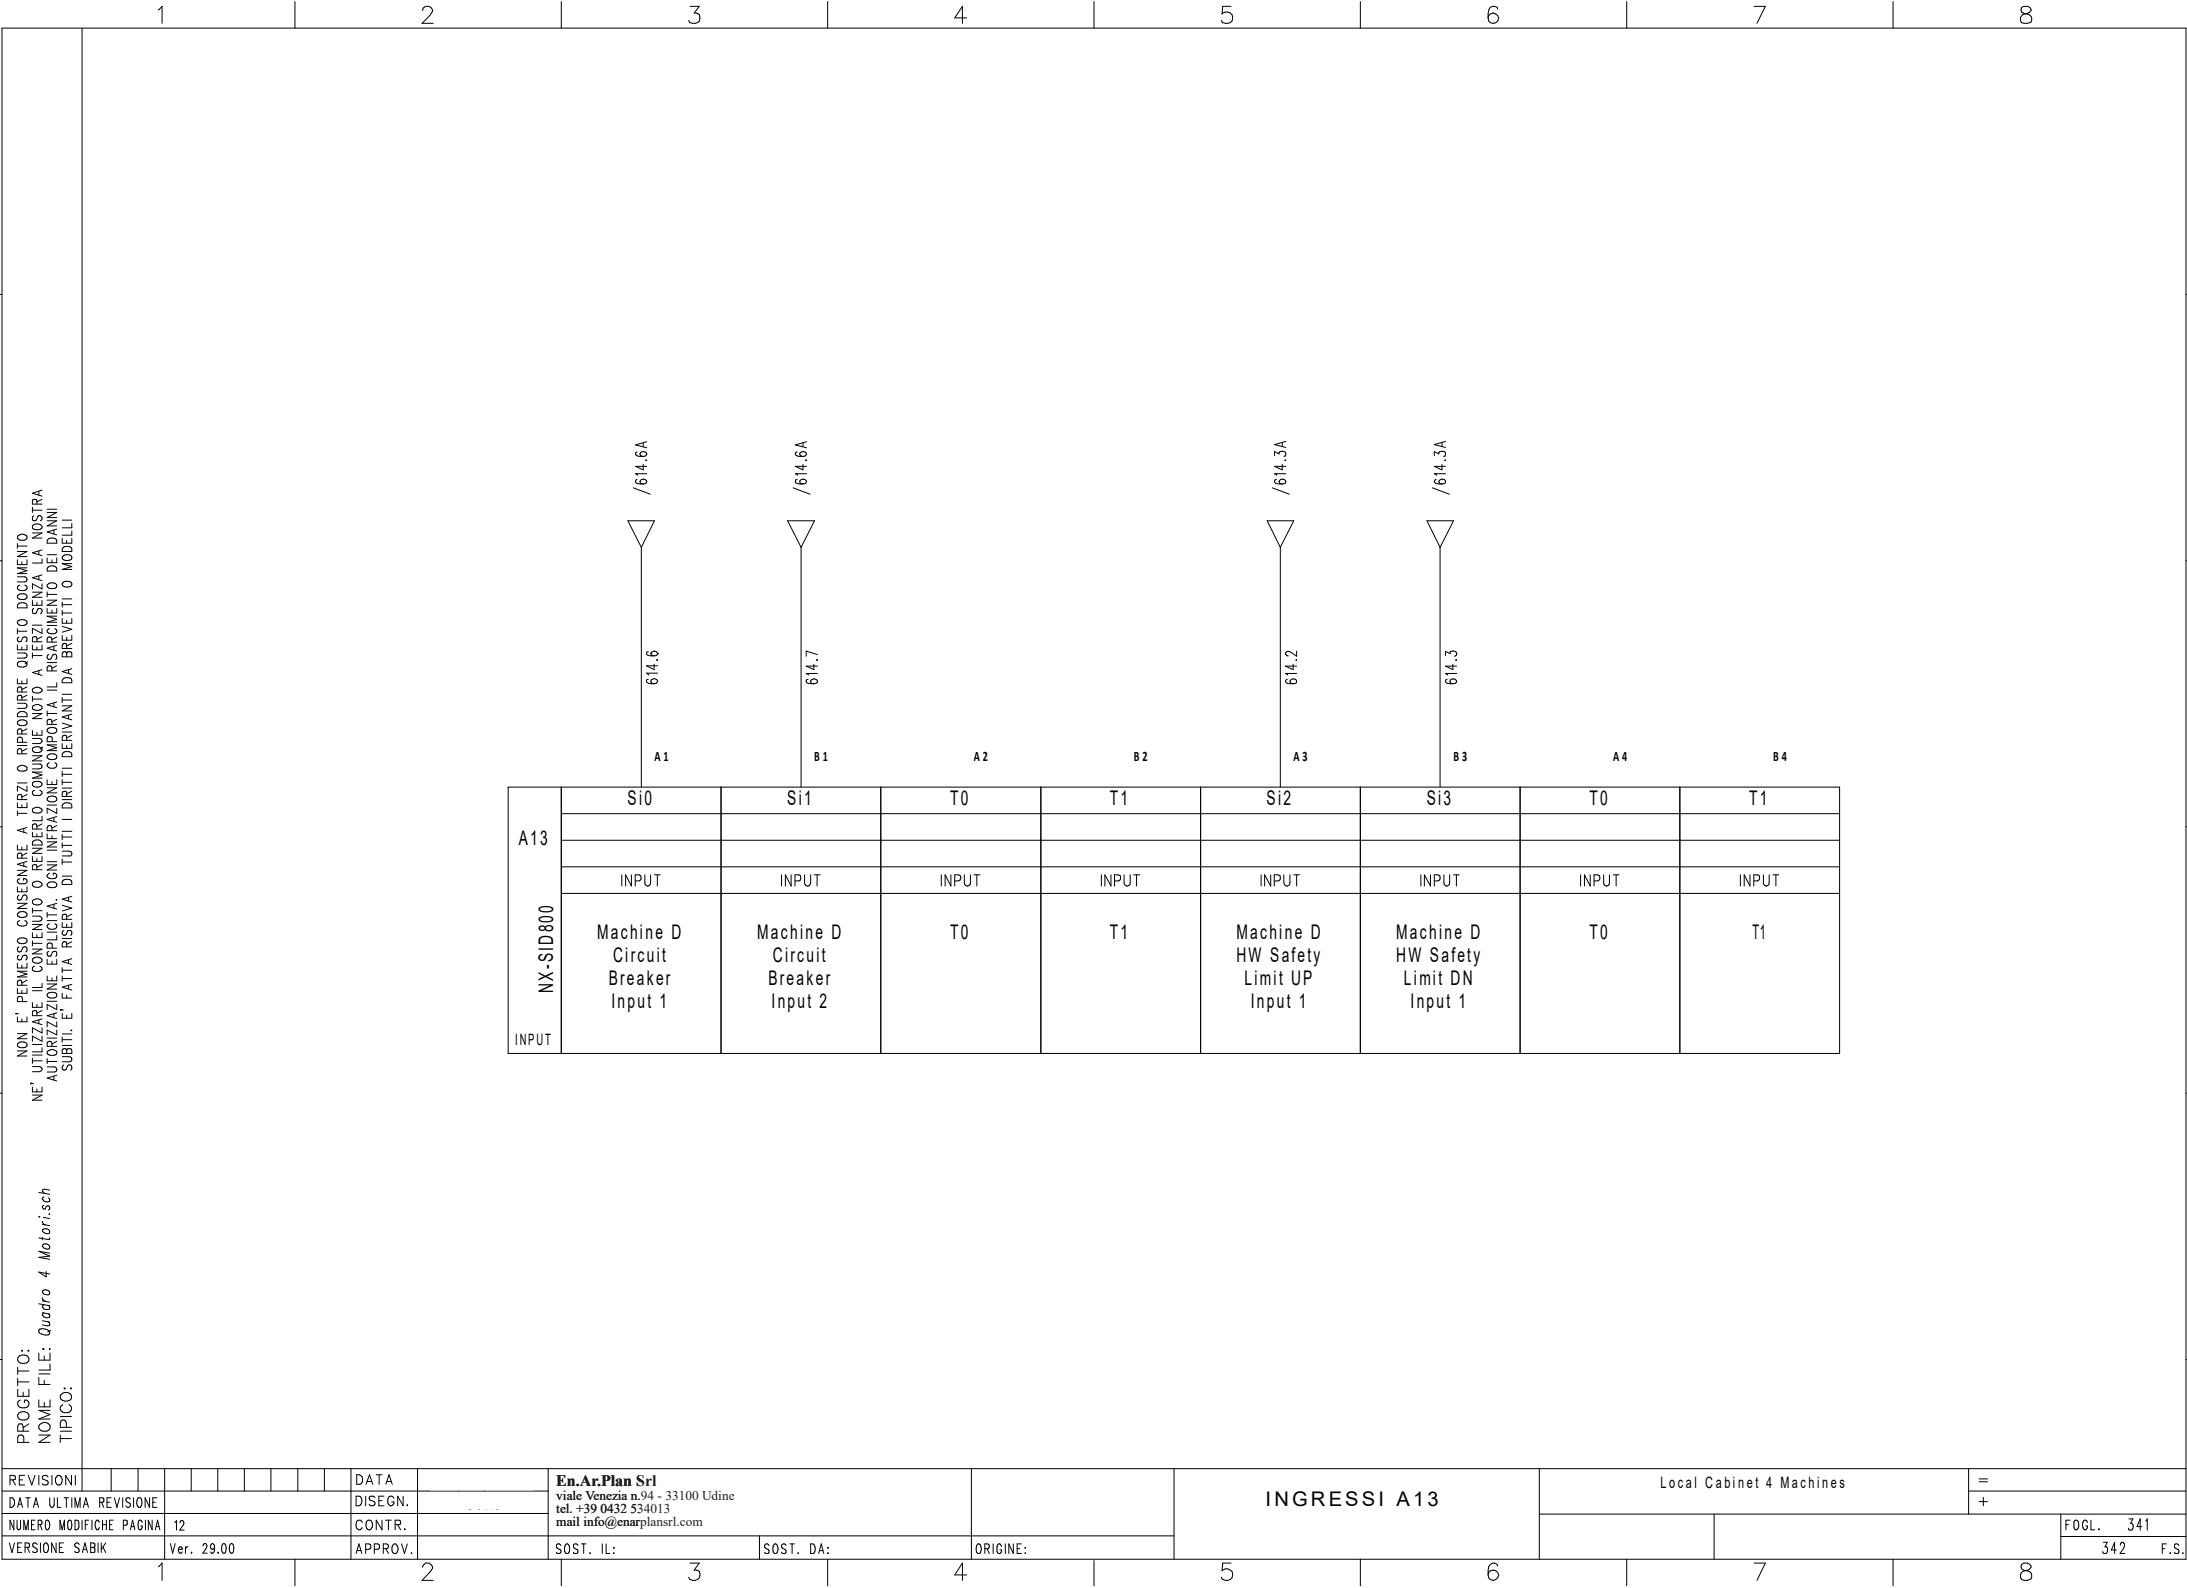 1 2 3 4 5 6 7 8
NON E' PERMESSO CONSEGNARE A TERZI O RIPRODURRE QUESTO DOCUMENTO
NE' UTILIZZARE IL CONTENUTO O RENDERLO COMUNQUE NOTO A TERZI SENZA LA NOSTRA
AUTORIZZAZIONE ESPLICITA. OGNI INFRAZIONE COMPORTA IL RISARCIMENTO DEI DANNI
SUBITI. E' FATTA RISERVA DI TUTTI I DIRITTI DERIVANTI DA BREVETTI O MODELLI
PROGETTO:
NOME FILE: Quadro 4 Motori.sch
TIPICO:
/614.6A /614.6A /614.3A /614.3A
614.6 614.7 614.2 614.3
A1 B1 A2 B2 A3 B3 A4 B4
Si0 Si1 T0 T1 Si2 Si3 T0 T1
A13
INPUT INPUT INPUT INPUT INPUT INPUT INPUT INPUT
NX-SID800
INPUT
Machine D
Circuit
Breaker
Input 1
Machine D
Circuit
Breaker
Input 2
T0
T1
Machine D
HW Safety
Limit UP
Input 1
Machine D
HW Safety
Limit DN
Input 1
T0
T1
REVISIONI
DATA ULTIMA REVISIONE
NUMERO MODIFICHE PAGINA 12
VERSIONE SABIK Ver. 29.00
DATA
DISEGN.
CONTR.
APPROV.
En.Ar.Plan Srl
viale Venezia n.94 - 33100 Udine
tel. +39 0432 534013
mail info@enarplansrl.com
SOST. IL: SOST. DA: ORIGINE:
INGRESSI A13
Local Cabinet 4 Machines
=
+
FOGL. 341
342 F.S.
1 2 3 4 5 6 7 8